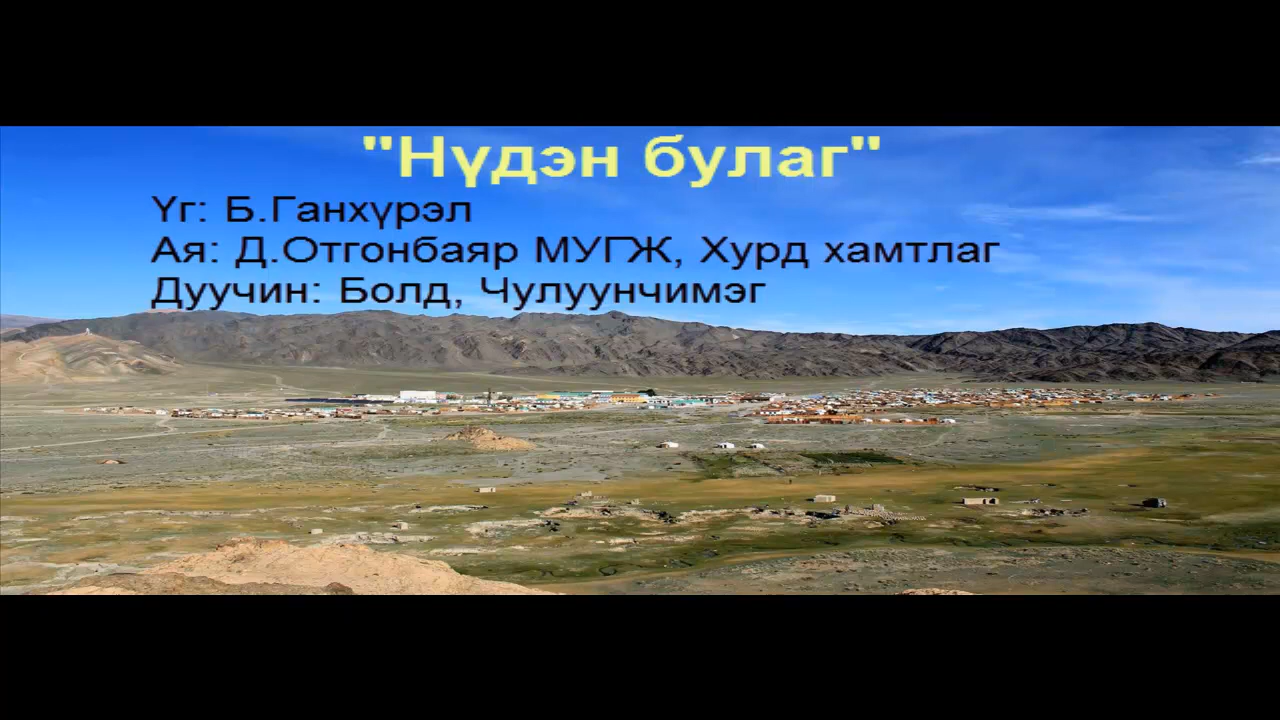 "Нүдэн булаг"
Үг: Б.Ганхүрэл
Ая: Д.Отгонбаяр МУГЖ, Хурд хамтлаг
Дуучин: Болд, Чулуунчимэг